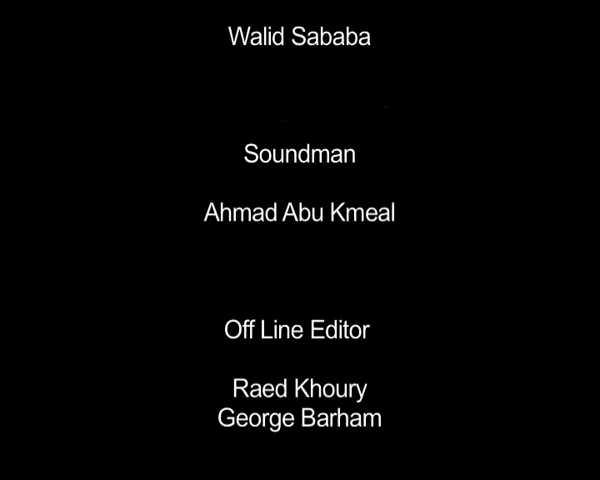 Walid Sababa
Soundman
Ahmad Abu Kmeal
Off Line Editor
Raed Khoury
George Barham